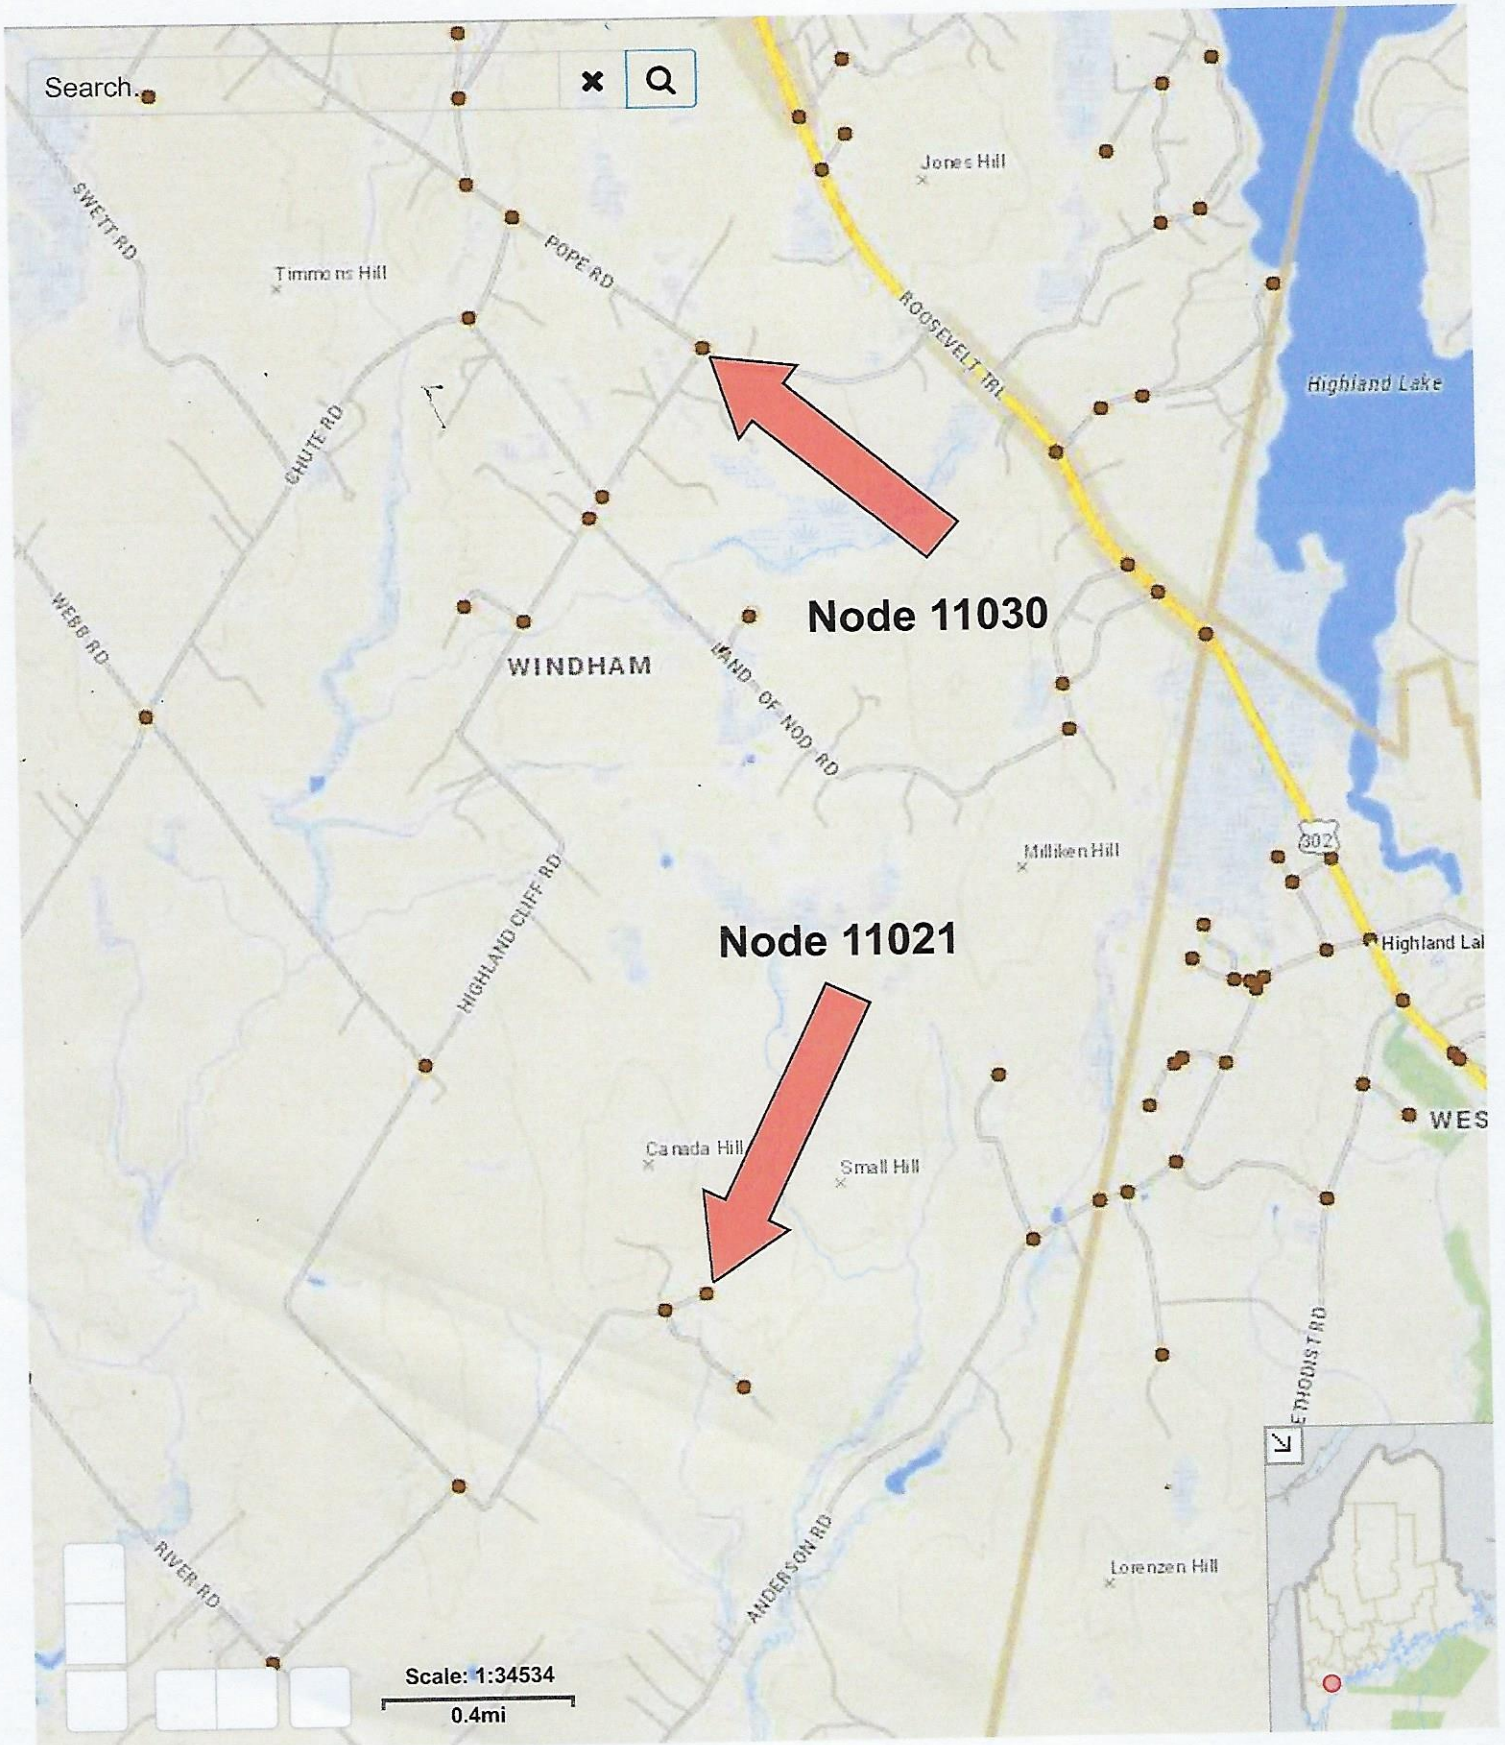 Search...
Jones Hill
SWETT RD
POPE RD
Timmons Hill
ROOSEVELT TRL
Highland Lake
CHUTE RD
Node 11030
WEBB RD
WINDHAM
LAND OF NOD RD
302
Milliken Hill
HIGHLAND CLIFF RD
Node 11021
Highland Lal
WES
Canada Hill
Small Hill
ETHODIST RD
RIVER RD
ANDERSON RD
Lorenzen Hill
Scale: 1:34534
0.4mi